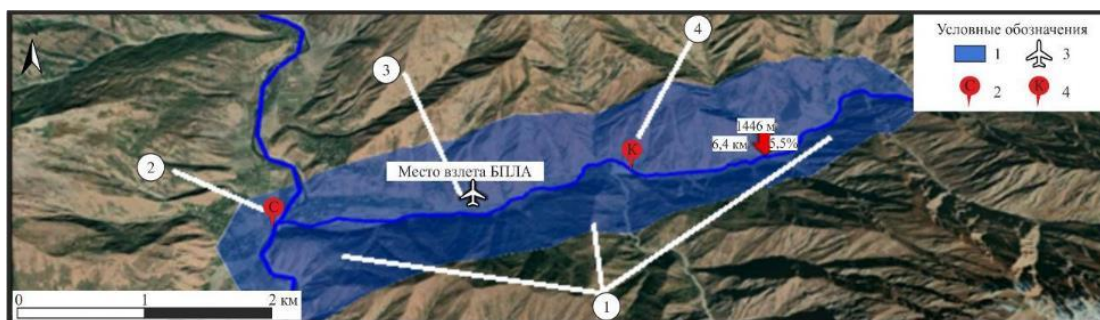 Условные обозначения
1 3
С 2 К 4
4
3
1446 м
6,4 км 5,5%
2
Место взлета БПЛА
К
С
0 1 2 км
1